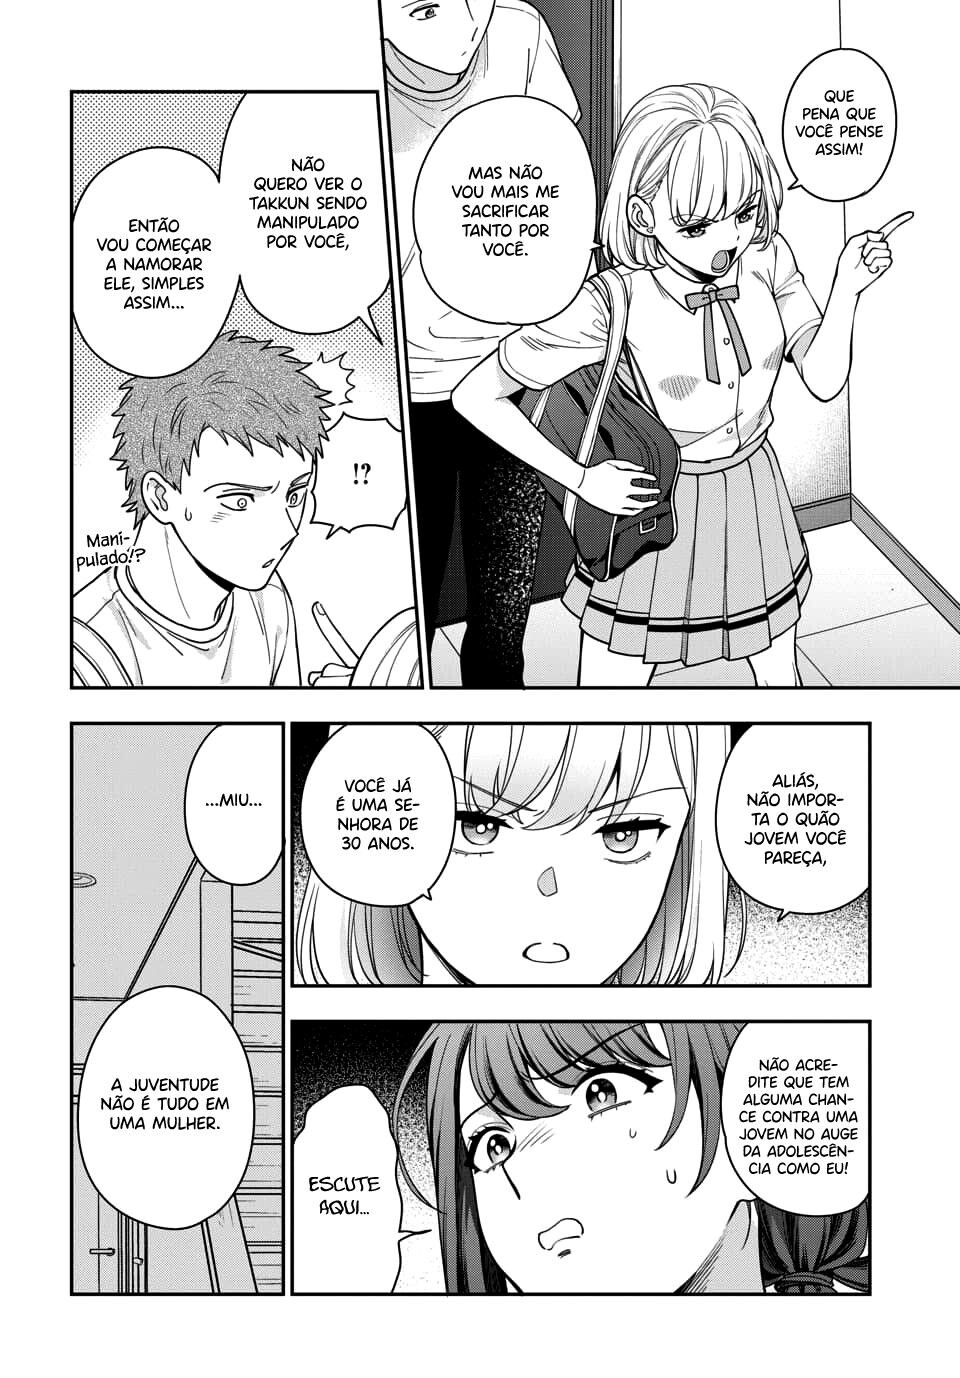 QUE
PENA QUE
VOCÊ PENSE
ASSIM!
MAS NÃO
VOU MAIS ME
SACRIFICAR
TANTO POR
VOCÊ.
NÃO
QUERO VER O
TAKKUN SENDO
MANIPULADO
POR VOCÊ,
ENTÃO
VOU COMEÇAR
A NAMORAR
ELE, SIMPLES
ASSIM...
!?
Mani-
pulado!?
ALIÁS,
NÃO IMPOR-
TA O QUÃO
JOVEM VOCÊ
PAREÇA,
VOCÊ JÁ
É UMA SE-
NHORA DE
30 ANOS.
NÃO ACRE-
DITE QUE TEM
ALGUMA CHAN-
CE CONTRA UMA
JOVEM NO AUGE
DA ADOLESCÊN-
CIA COMO EU!
ESCUTE
AQUI...
...MIU...
A JUVENTUDE
NÃO É TUDO EM
UMA MULHER.